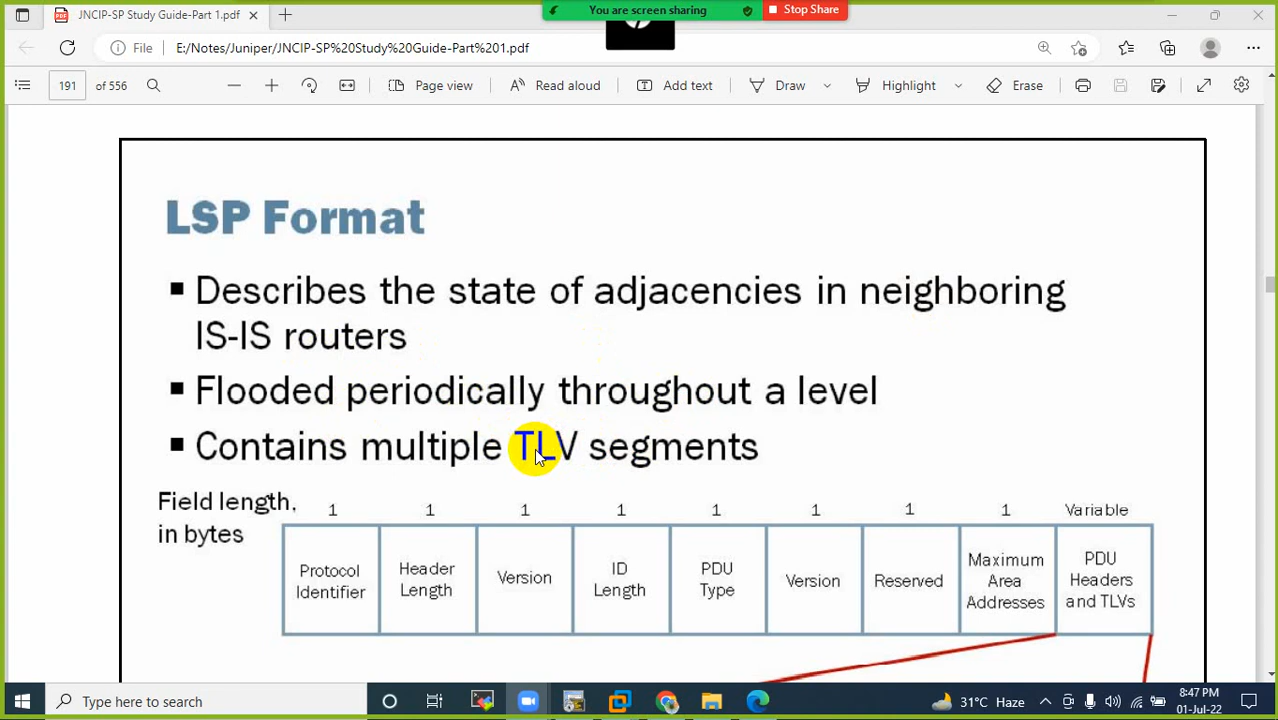 JNCIP-SP Study Guide-Part 1.pdf
You are screen sharing
Stop Share
File
E:/Notes/Juniper/JNCIP-SP%20Study%20Guide-Part%201.pdf
191
of 556
Page view
Read aloud
Add text
Draw
Highlight
Erase
LSP Format
▪ Describes the state of adjacencies in neighboring
IS-IS routers
▪ Flooded periodically throughout a level
▪ Contains multiple TLV segments
Field length,
in bytes
1 1 1 1 1 1 1 1 Variable
Protocol
Identifier
Header
Length
Version
ID
Length
PDU
Type
Version
Reserved
Maximum
Area
Addresses
PDU
Headers
and TLVs
Type here to search
31°C Haze
8:47 PM
01-Jul-22